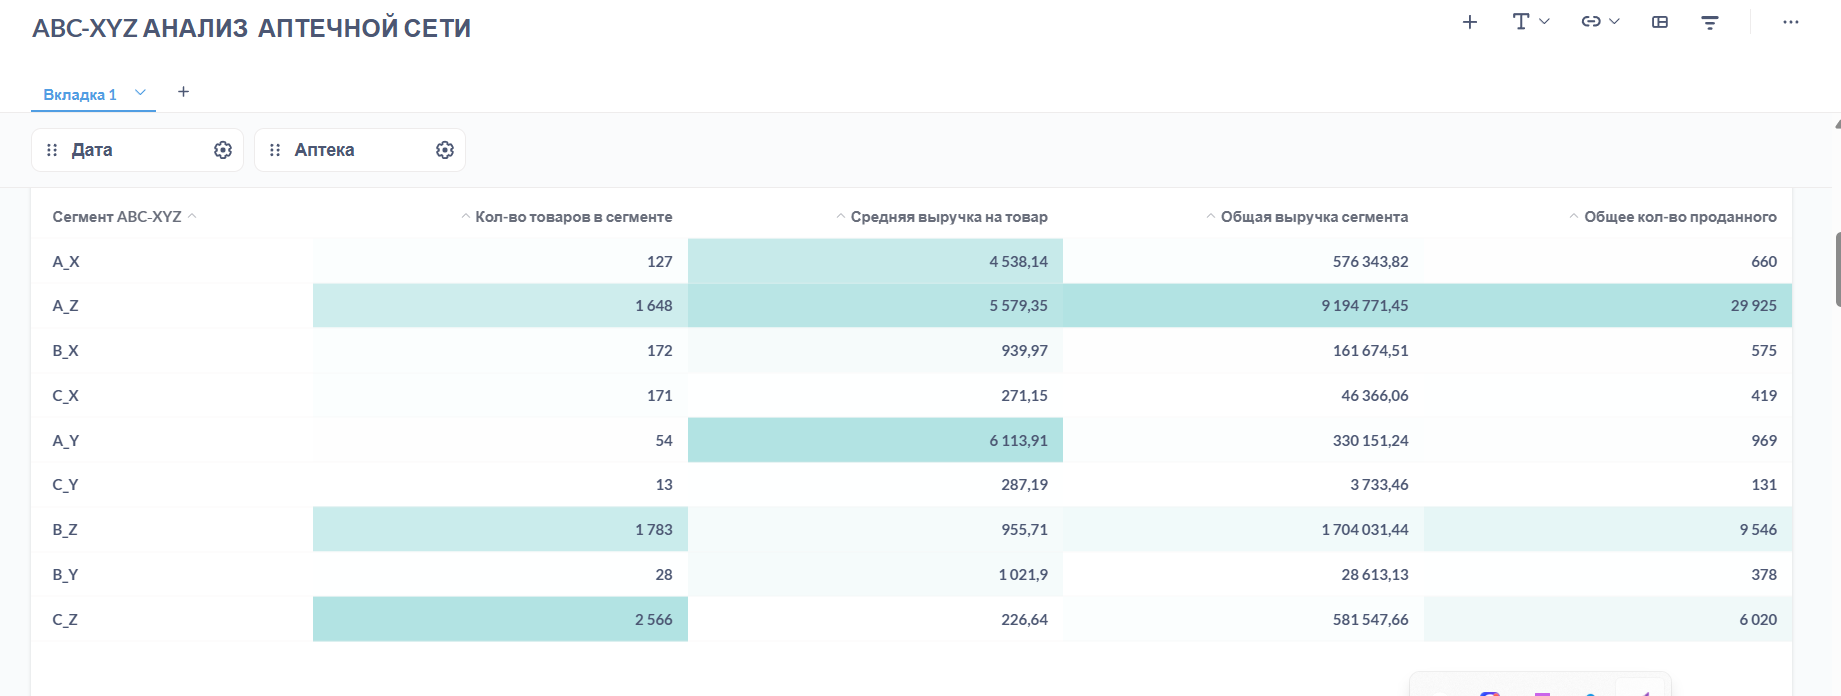 ABC-XYZ АНАЛИЗ АПТЕЧНОЙ СЕТИ
Вкладка 1
Дата
Аптека
Сегмент ABC-XYZ Кол-во товаров в сегменте Средняя выручка на товар Общая выручка сегмента Общее кол-во проданного
A_X 127 4 538,14 576 343,82 660
A_Z 1 648 5 579,35 9 194 771,45 29 925
B_X 172 939,97 161 674,51 575
C_X 171 271,15 46 366,06 419
A_Y 54 6 113,91 330 151,24 969
C_Y 13 287,19 3 733,46 131
B_Z 1 783 955,71 1 704 031,44 9 546
B_Y 28 1 021,9 28 613,13 378
C_Z 2 566 226,64 581 547,66 6 020